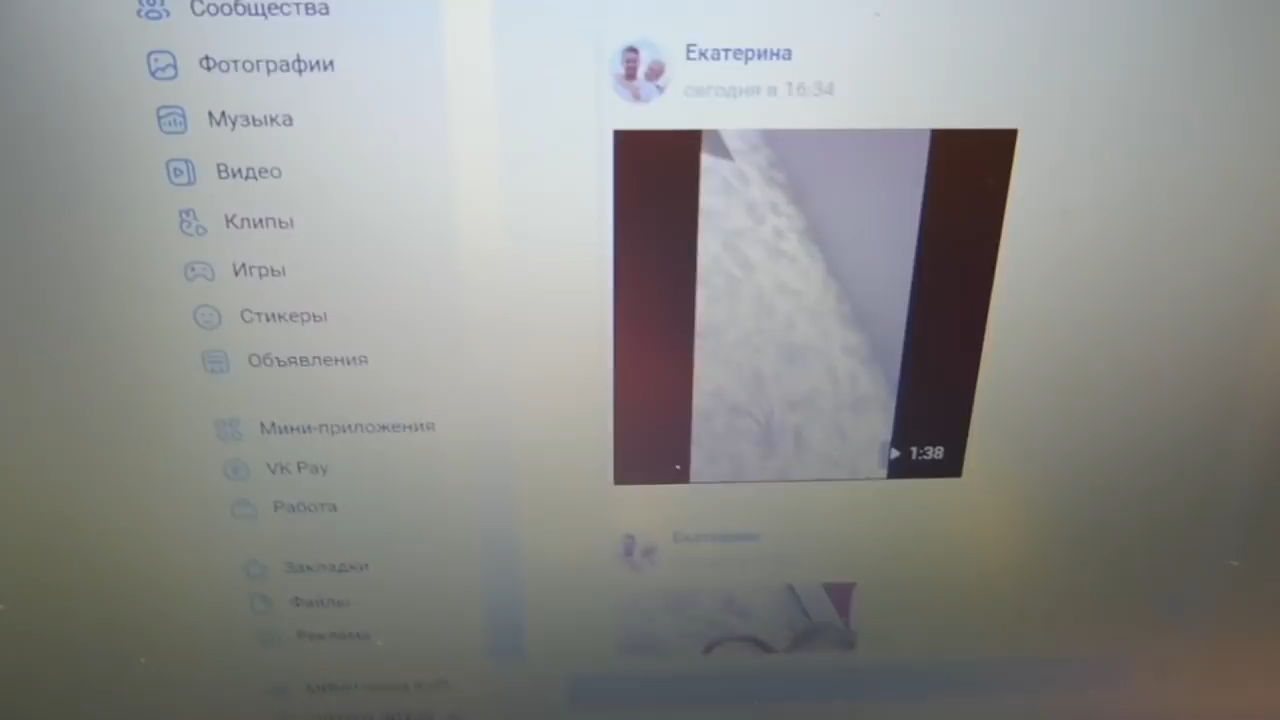 Сообщества
Фотографии
Музыка
Видео
Клипы
Игры
Стикеры
Объявления
Мини-приложения
VK Pay
Работа
Закладки
Файлы
Реклама
Екатерина
сегодня в 16:34
1:38
Екатерина